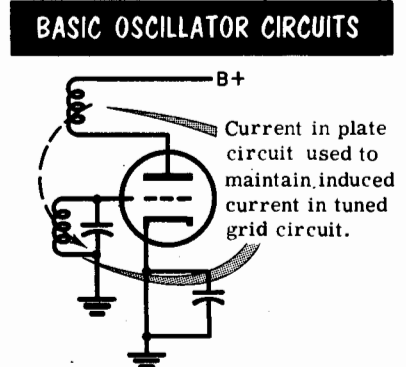 BASIC OSCILLATOR CIRCUITS
B+
Current in plate
circuit used to
maintain induced
current in tuned
grid circuit.